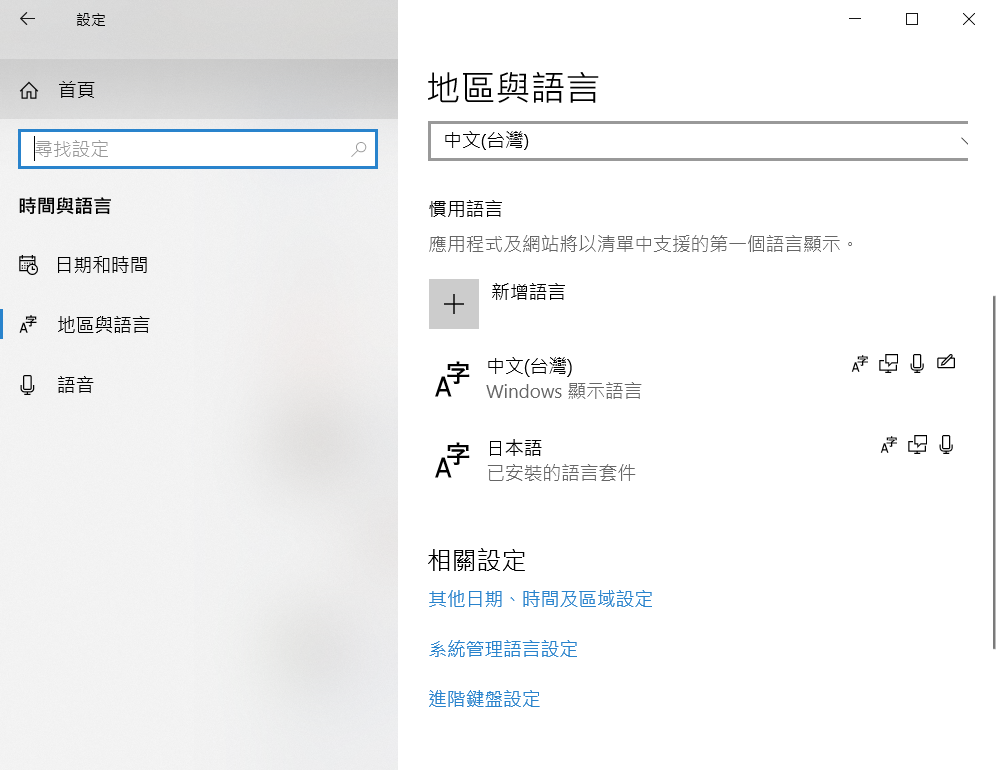 設定
首頁
尋找設定
時間與語言
日期和時間
地區與語言
語音
地區與語言
中文(台灣)
慣用語言
應用程式及網站將以清單中支援的第一個語言顯示。
新增語言
中文(台灣)
Windows 顯示語言
日本語
已安裝的語言套件
相關設定
其他日期、時間及區域設定
系統管理語言設定
進階鍵盤設定